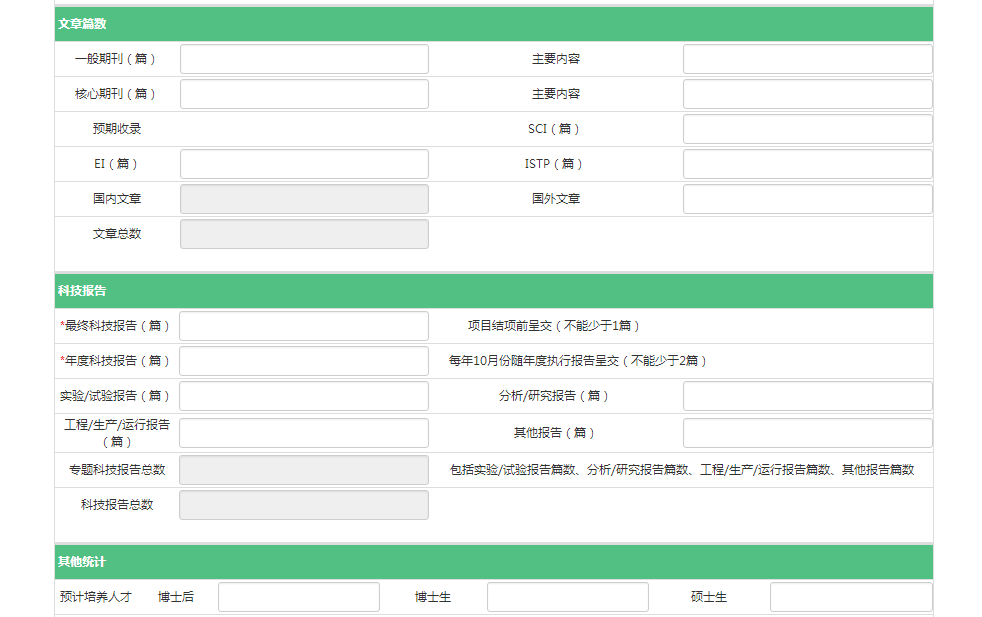 文章篇数
一般期刊（篇） 主要内容
核心期刊（篇） 主要内容
预期收录 SCI（篇）
EI（篇） ISTP（篇）
国内文章 国外文章
文章总数
科技报告
*最终科技报告（篇） 项目结项前呈交（不能少于1篇）
*年度科技报告（篇） 每年10月份随年度执行报告呈交（不能少于2篇）
实验/试验报告（篇） 分析/研究报告（篇）
工程/生产/运行报告
（篇） 其他报告（篇）
专题科技报告总数 包括实验/试验报告篇数、分析/研究报告篇数、工程/生产/运行报告篇数、其他报告篇数
科技报告总数
其他统计
预计培养人才 博士后 博士生 硕士生